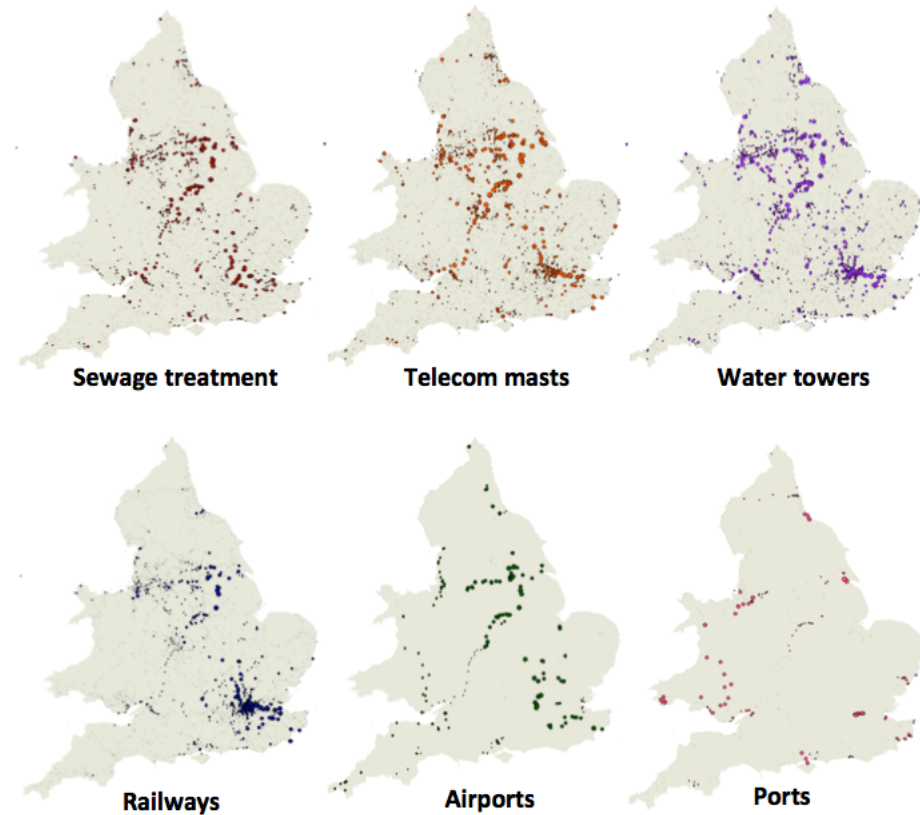 Sewage treatment
Telecom masts
Water towers
Railways
Airports
Ports